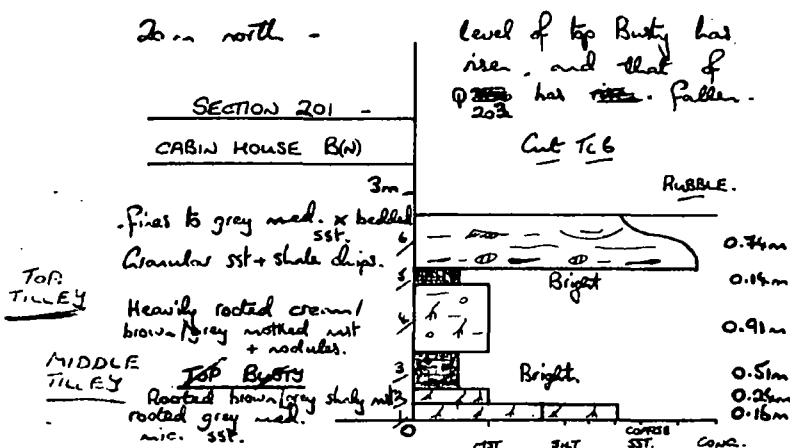 20m north -
level of top Busty has
risen. and that of
Q 203 has fallen.
SECTION 201 -
CABIN HOUSE B(N)
Cut TcB
3m
RUBBLE.
fines to grey med. x bedded
sst.
6
0.74m
Granular sst + shale chips.
5
Bright
0.14m
TOP
TILLEY
Heavily rooted cream/
brown/grey mottled mst
+ nodules.
4
0.91m
MIDDLE
TILLEY
TOP BUSTY
3
Bright
0.51m
Rooted brown/grey shaly mst
2
0.24m
rooted grey med.
mic. sst.
0.16m
0
MST
SLT
COARSE
SST.
CONG.